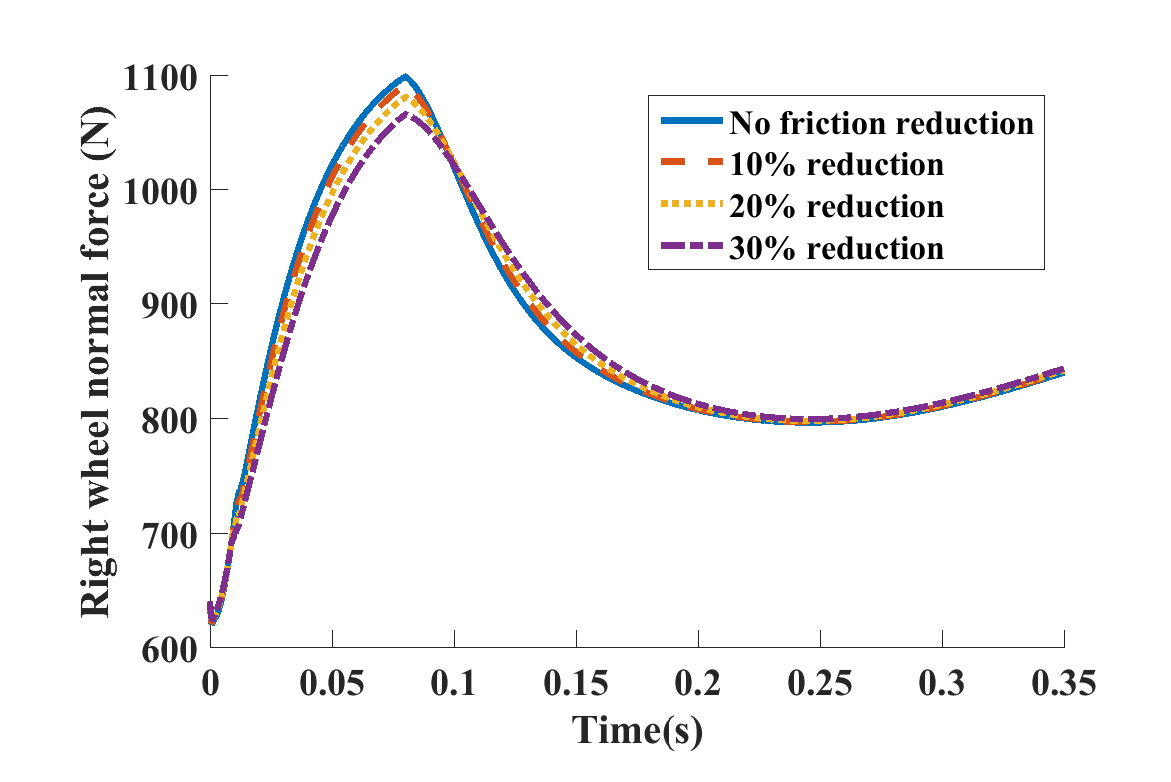 Right wheel normal force (N)
1100
1000
900
800
700
600
No friction reduction
10% reduction
20% reduction
30% reduction
0
0.05
0.1
0.15
0.2
0.25
0.3
0.35
Time(s)